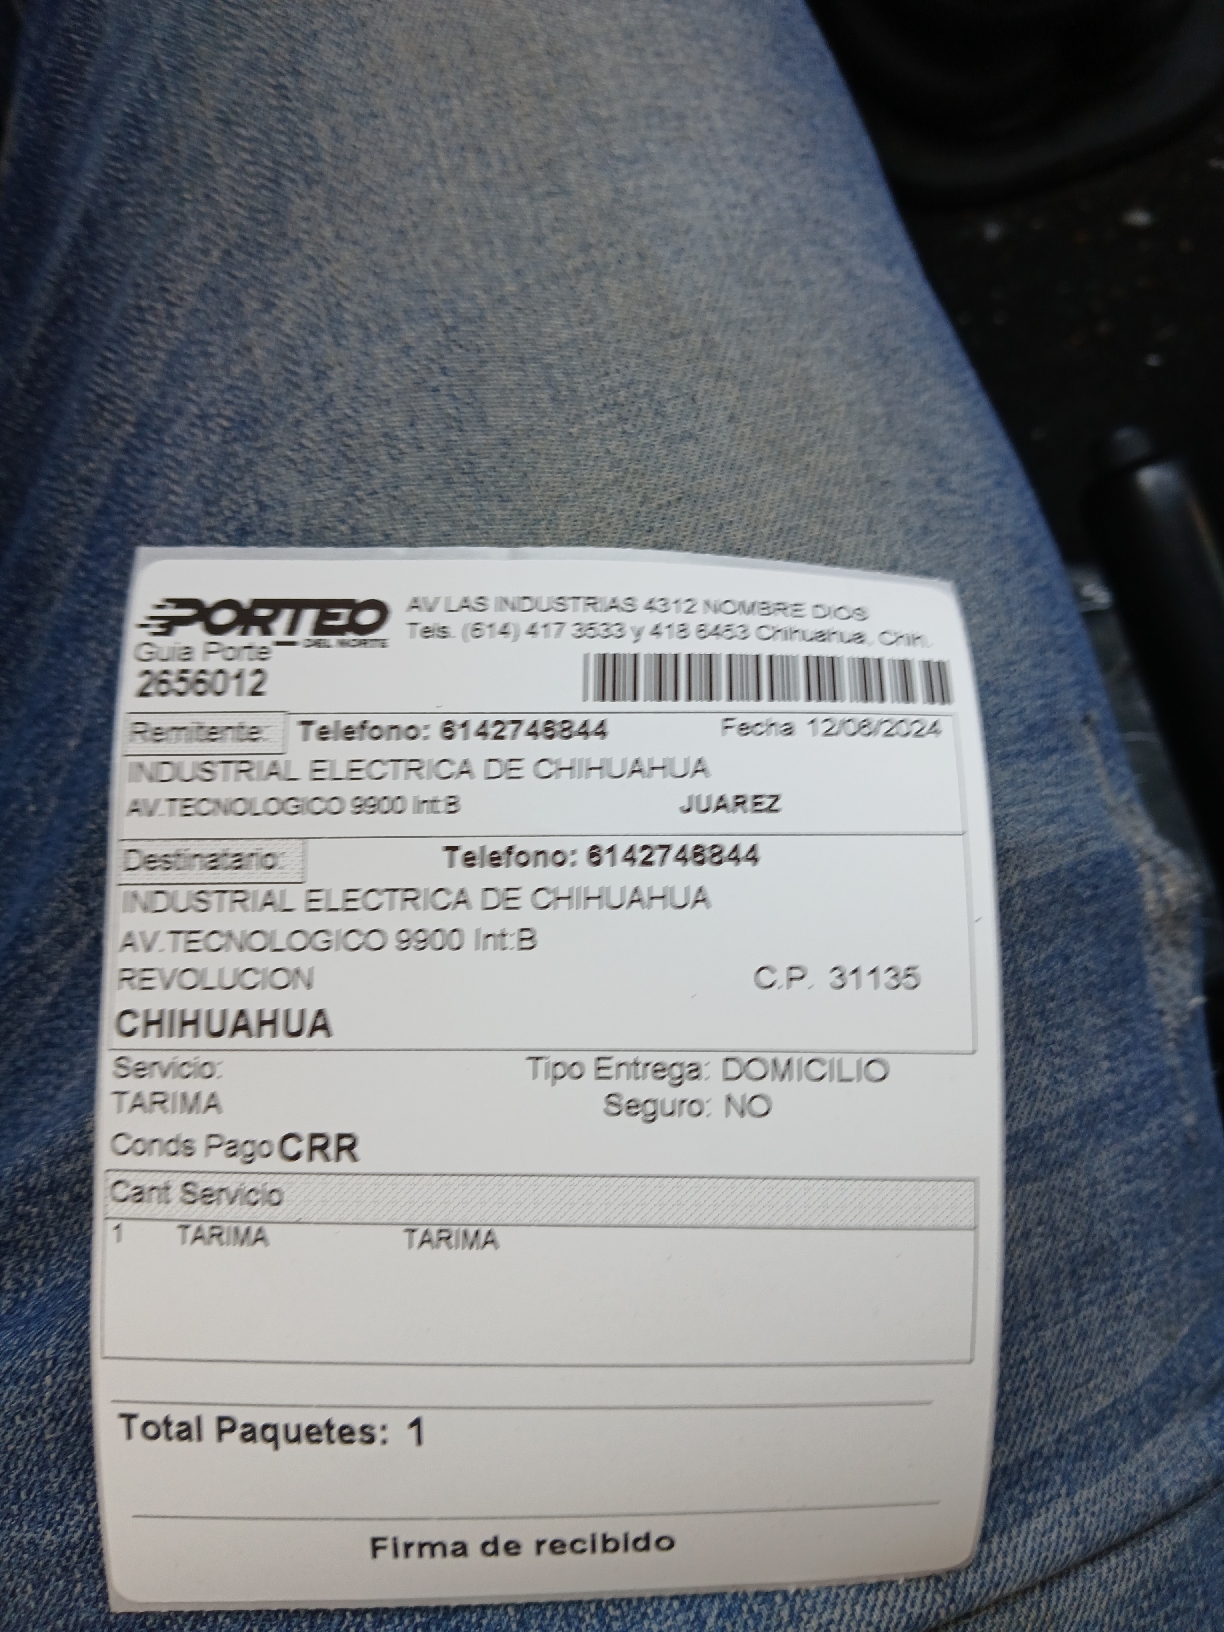 PORTEO
DEL NORTE
AV LAS INDUSTRIAS 4312 NOMBRE DIOS
Tels. (614) 417 3533 y 418 6453 Chihuahua, Chih.
Guia Porte
2656012
Remitente: Telefono: 6142746844 Fecha 12/06/2024
INDUSTRIAL ELECTRICA DE CHIHUAHUA
AV.TECNOLOGICO 9900 Int:B JUAREZ
Destinatario: Telefono: 6142746844
INDUSTRIAL ELECTRICA DE CHIHUAHUA
AV.TECNOLOGICO 9900 Int:B
REVOLUCION C.P. 31135
CHIHUAHUA
Servicio: Tipo Entrega: DOMICILIO
TARIMA Seguro: NO
Conds Pago CRR
Cant Servicio
1 TARIMA TARIMA
Total Paquetes: 1
Firma de recibido